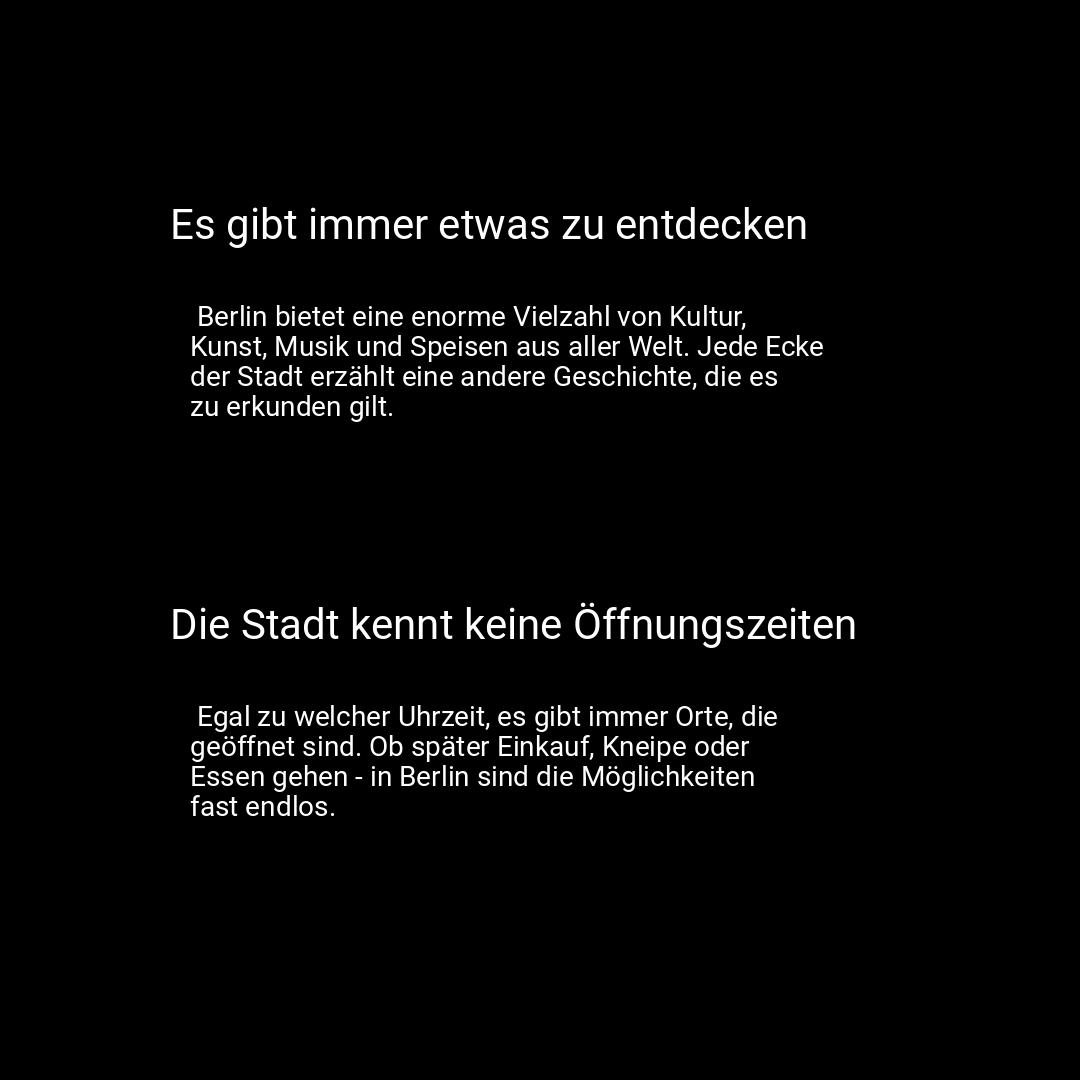 Es gibt immer etwas zu entdecken
Berlin bietet eine enorme Vielzahl von Kultur,
Kunst, Musik und Speisen aus aller Welt. Jede Ecke
der Stadt erzählt eine andere Geschichte, die es
zu erkunden gilt.
Die Stadt kennt keine Öffnungszeiten
Egal zu welcher Uhrzeit, es gibt immer Orte, die
geöffnet sind. Ob später Einkauf, Kneipe oder
Essen gehen - in Berlin sind die Möglichkeiten
fast endlos.